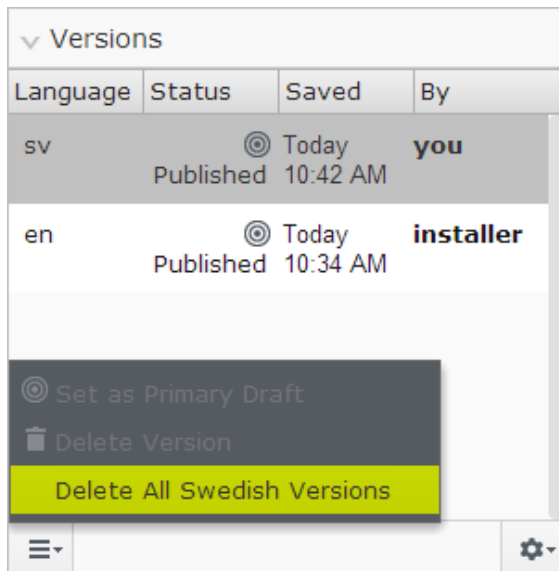 Versions
Language Status Saved By
sv Today you
Published 10:42 AM
en Today installer
Published 10:34 AM
Set as Primary Draft
Delete Version
Delete All Swedish Versions